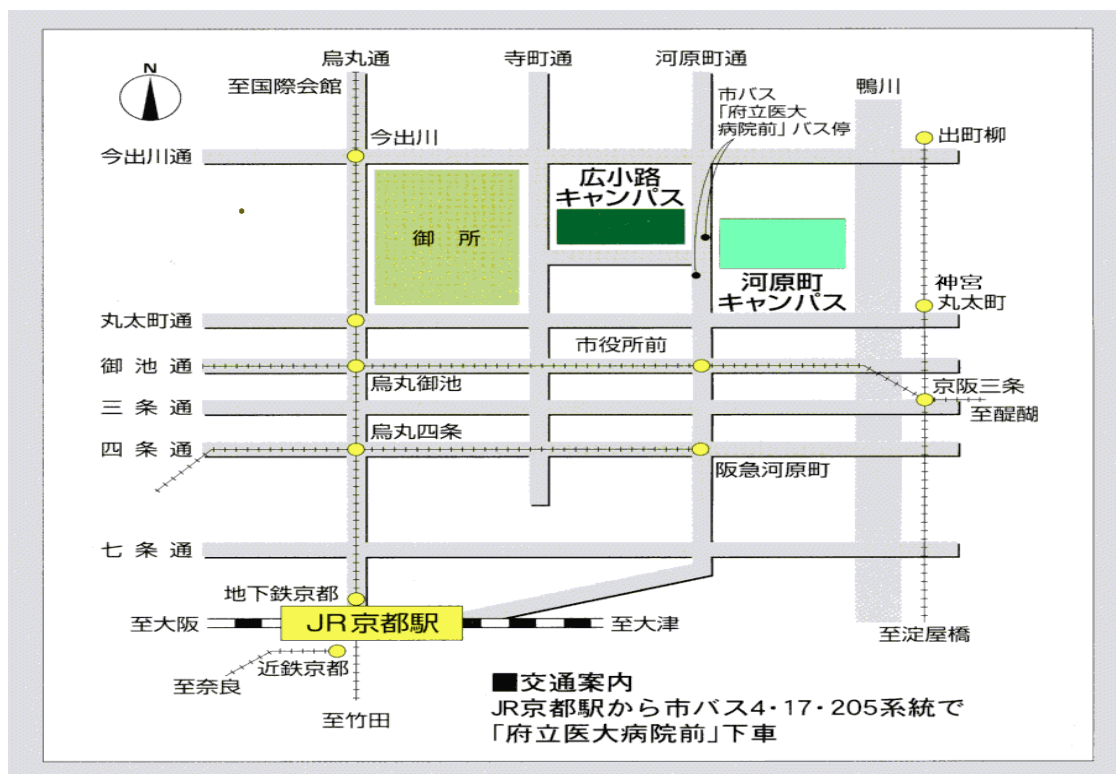 烏丸通
寺町通
河原町通
N
至国際会館
鴨川
市バス
「府立医大
病院前」バス停
今出川
出町柳
今出川通
広小路
キャンパス
御 所
河原町
キャンパス
神宮
丸太町
丸太町通
市役所前
御 池 通
烏丸御池
京阪三条
三 条 通
至醍醐
烏丸四条
四 条 通
阪急河原町
七 条 通
地下鉄京都
至大阪
JR京都駅
至大津
至淀屋橋
近鉄京都
至奈良
至竹田
■交通案内
JR京都駅から市バス4・17・205系統で
「府立医大病院前」下車